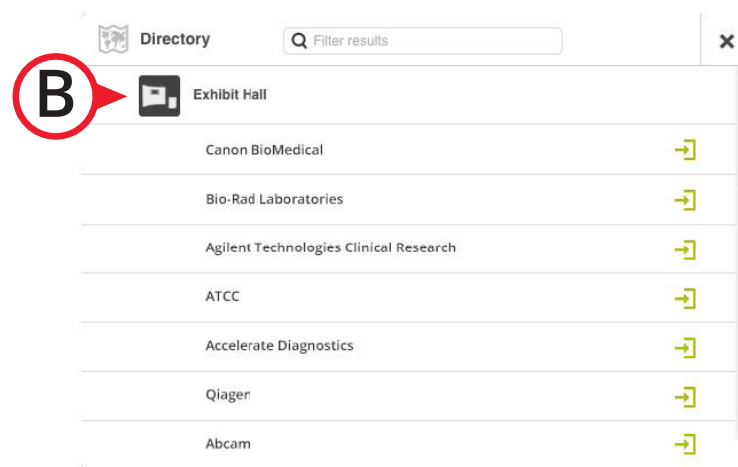 Directory
Filter results
B
Exhibit Hall
Canon BioMedical
Bio-Rad Laboratories
Agilent Technologies Clinical Research
ATCC
Accelerate Diagnostics
Qiagen
Abcam